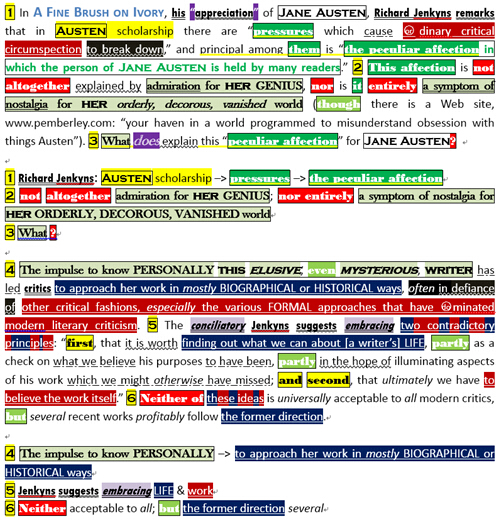 1 In A Fine Brush on Ivory, his “appreciation” of Jane Austen, Richard Jenkyns remarks
that in Austen scholarship there are “pressures which cause ☹ dinary critical
circumspection to break down,” and principal among them is “the peculiar affection in
which the person of Jane Austen is held by many readers.” 2 This affection is not
altogether explained by admiration for HER GENIUS, nor is it entirely a symptom of
nostalgia for HER orderly, decorous, vanished world (though there is a Web site,
www.pemberley.com: “your haven in a world programmed to misunderstand obsession with
things Austen”). 3 What does explain this “peculiar affection” for Jane Austen?
1 Richard Jenkyns: Austen scholarship –> pressures –> the peculiar affection
2 not altogether admiration for HER GENIUS; nor entirely a symptom of nostalgia for
HER ORDERLY, DECOROUS, VANISHED world
3 What ?
4 The impulse to know PERSONALLY THIS ELUSIVE, even MYSTERIOUS, WRITER has
led critics to approach her work in mostly BIOGRAPHICAL or HISTORICAL ways, often in defiance
of other critical fashions, especially the various FORMAL approaches that have ☹minated
modern literary criticism. 5 The conciliatory Jenkyns suggests embracing two contradictory
principles: “first, that it is worth finding out what we can about [a writer’s] LIFE, partly as a
check on what we believe his purposes to have been, partly in the hope of illuminating aspects
of his work which we might otherwise have missed; and second, that ultimately we have to
believe the work itself.” 6 Neither of these ideas is universally acceptable to all modern critics,
but several recent works profitably follow the former direction.
4 The impulse to know PERSONALLY –> to approach her work in mostly BIOGRAPHICAL or
HISTORICAL ways
5 Jenkyns suggests embracing LIFE & work
6 Neither acceptable to all; but the former direction several